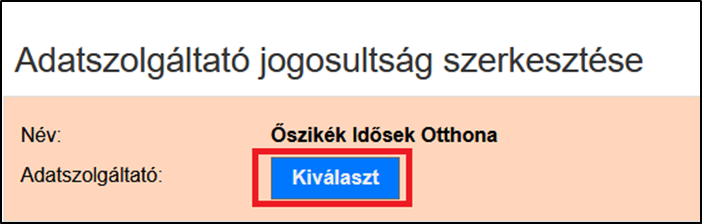 Adatszolgáltató jogosultság szerkesztése
Név: Őszikék Idősek Otthona
Adatszolgáltató: Kiválaszt